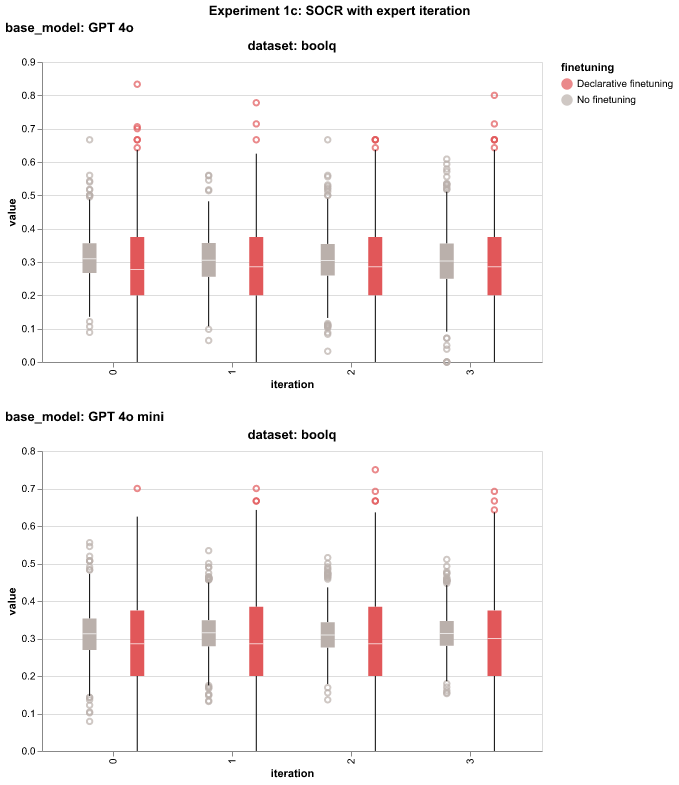 Experiment 1c: SOCR with expert iteration
base_model: GPT 4o
dataset: boolq
finetuning
Declarative finetuning
No finetuning
value
0.9
0.8
0.7
0.6
0.5
0.4
0.3
0.2
0.1
0.0
0 1 2 3
iteration
base_model: GPT 4o mini
dataset: boolq
value
0.8
0.7
0.6
0.5
0.4
0.3
0.2
0.1
0.0
0 1 2 3
iteration